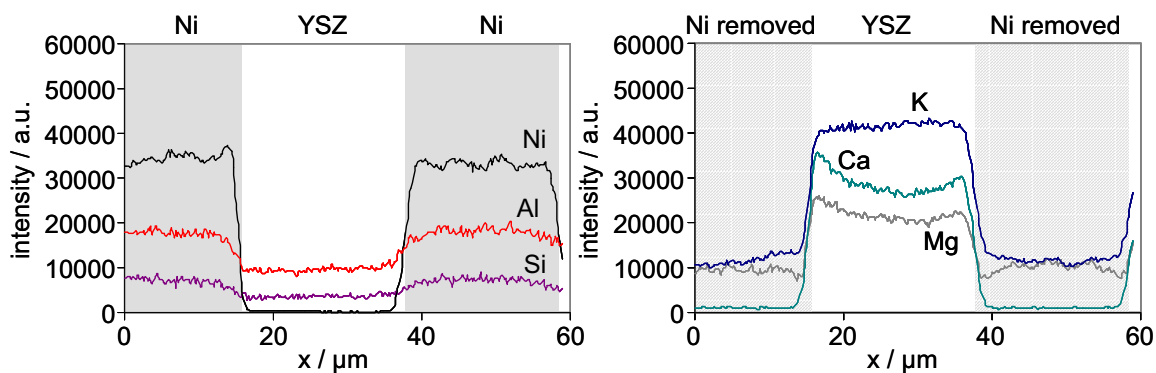 Ni YSZ Ni
60000
50000
40000
30000
20000
10000
0
intensity / a.u.
Ni
Al
Si
0 20 40 60
x / µm
Ni removed YSZ Ni removed
60000
50000
40000
30000
20000
10000
0
intensity / a.u.
K
Ca
Mg
0 20 40 60
x / µm